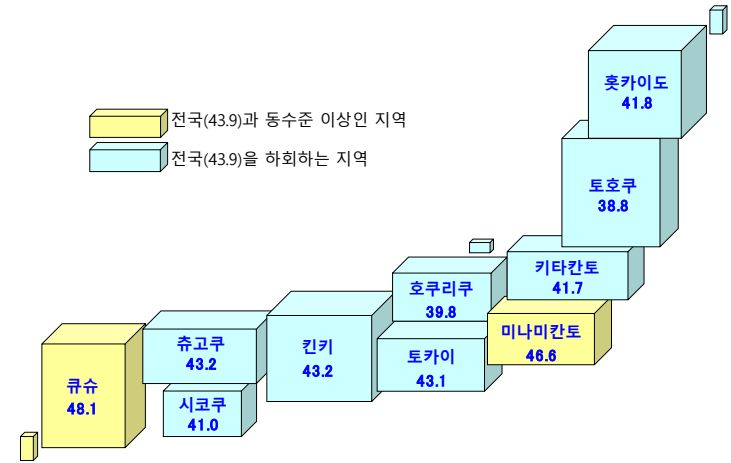 홋카이도
41.8
전국(43.9)과 동수준 이상인 지역
전국(43.9)을 하회하는 지역
토호쿠
38.8
키타칸토
41.7
호쿠리쿠
39.8
미나미칸토
46.6
츄고쿠
43.2
킨키
43.2
토카이
43.1
큐슈
48.1
시코쿠
41.0